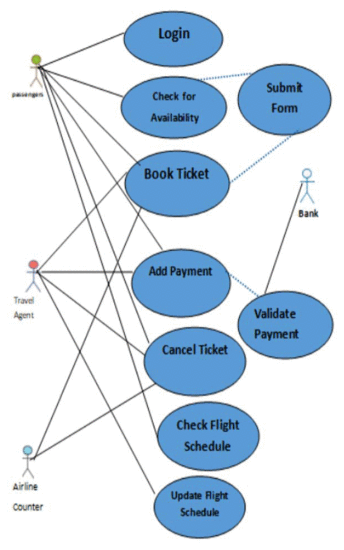 Login
passengers
Check for
Availability
Submit
Form
Book Ticket
Bank
Add Payment
Travel
Agent
Validate
Payment
Cancel Ticket
Check Flight
Schedule
Airline
Counter
Update Flight
Schedule